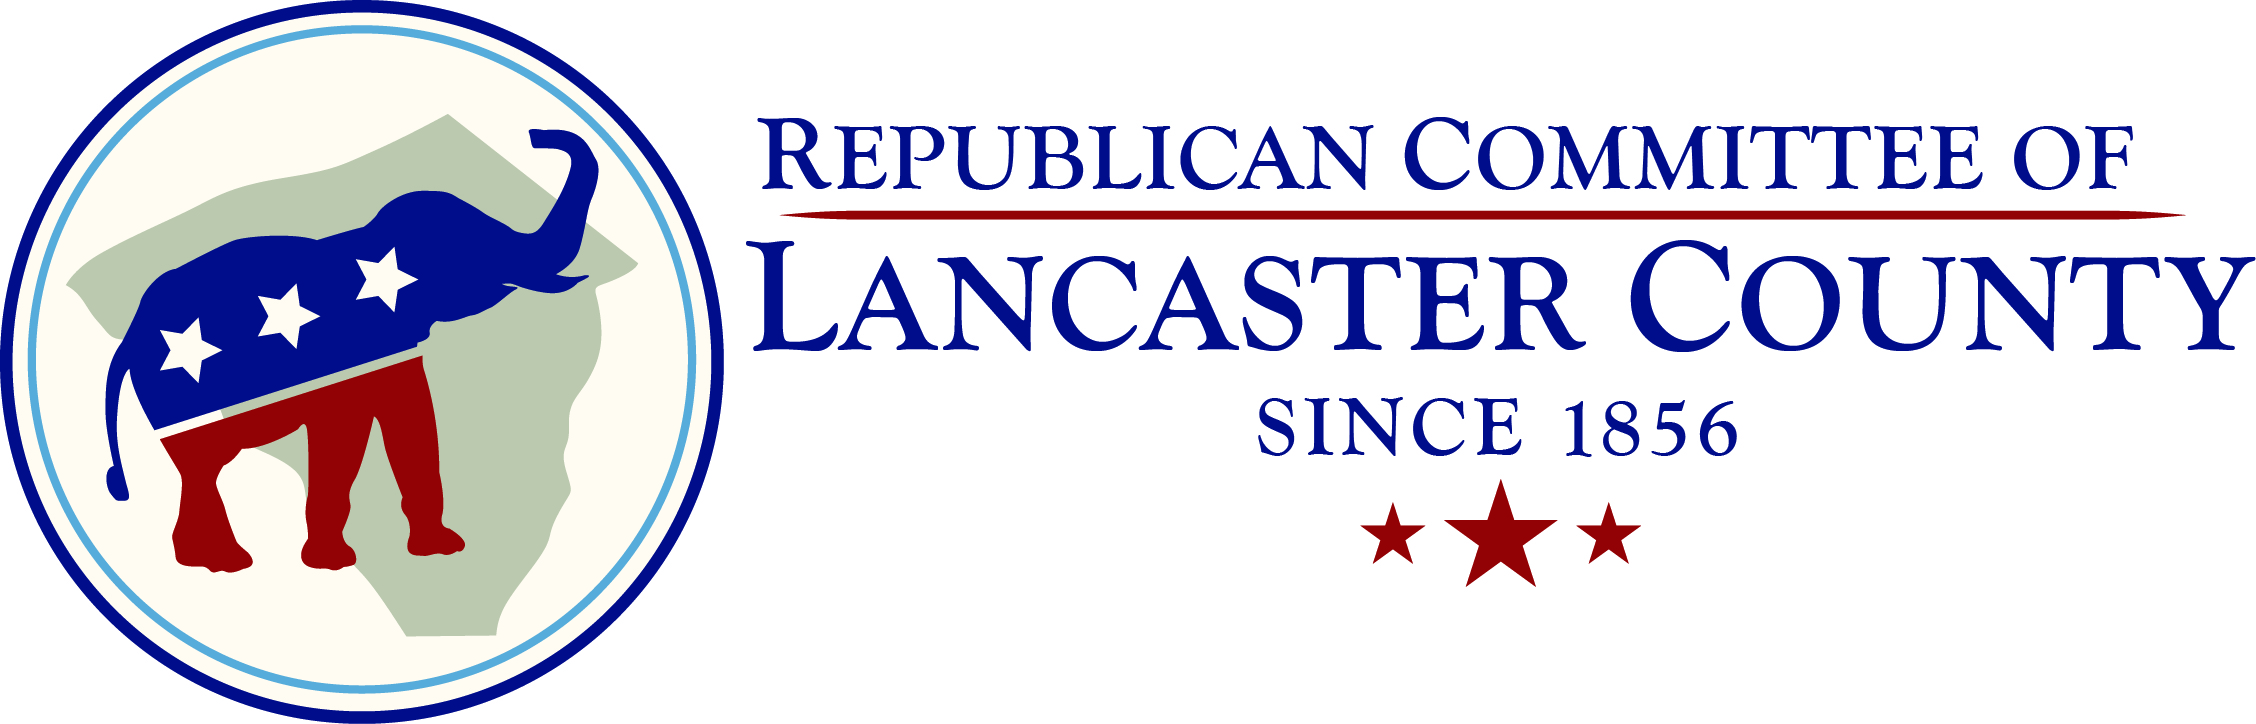 Republican Committee of
Lancaster County
since 1856